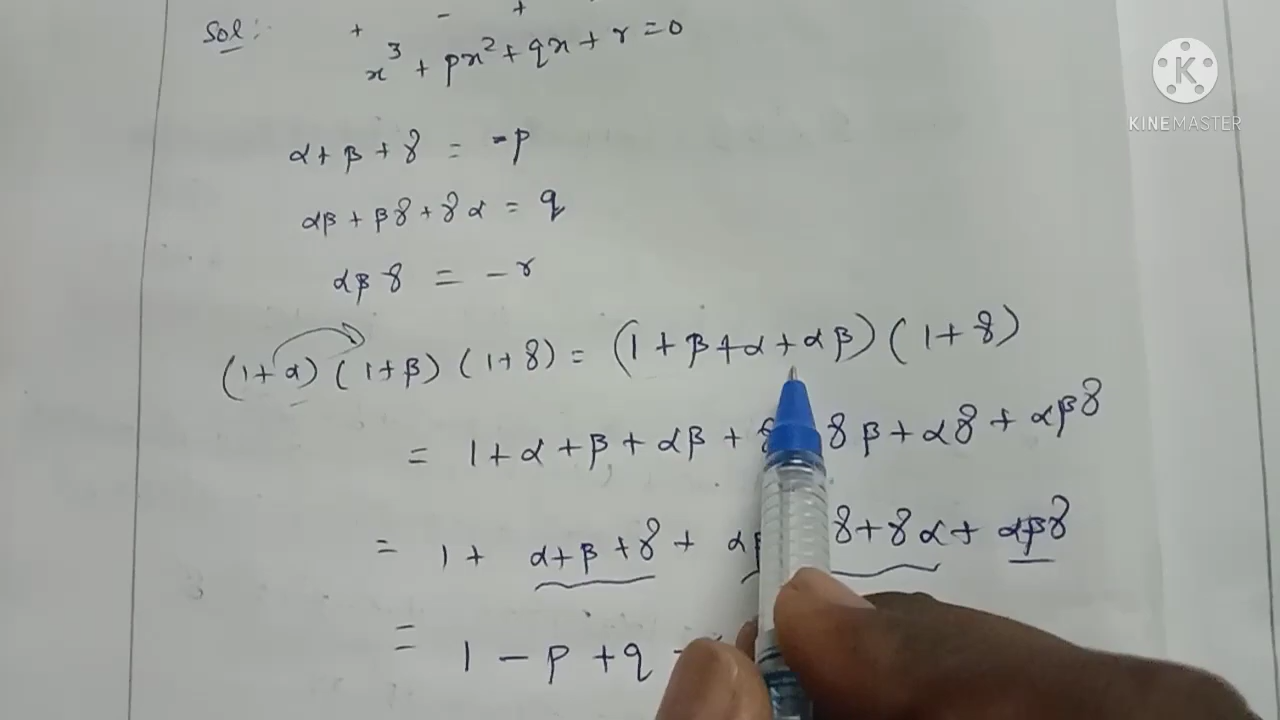 Sol:-
+ - +
x³ + px² + qx + r = 0
K
KINEMASTER
α + β + γ = -p
αβ + βγ + γα = q
αβγ = -r
(1+α) (1+β) (1+γ) = (1 + β + α + αβ) (1+γ)
= 1 + α + β + αβ + γβ + αγ + αβγ
= 1 + α + β + γ + γ + γα + αβγ
= 1 - p + q